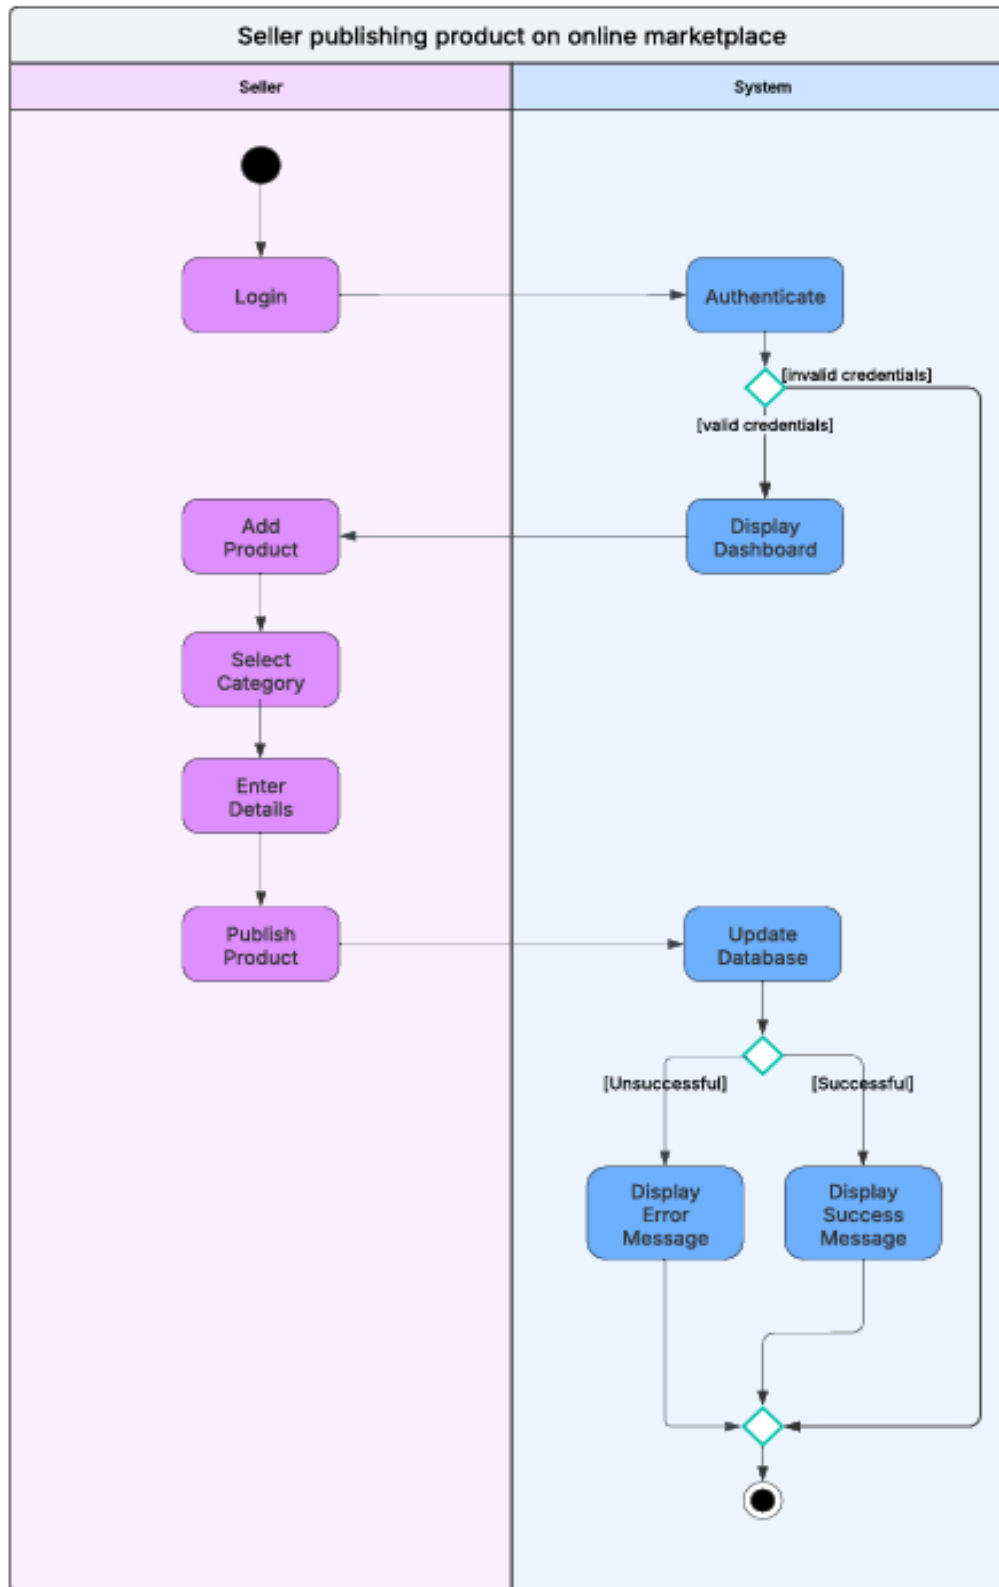 Seller publishing product on online marketplace
Seller
System
Login
Authenticate
[invalid credentials]
[valid credentials]
Add
Product
Display
Dashboard
Select
Category
Enter
Details
Publish
Product
Update
Database
[Unsuccessful]
[Successful]
Display
Error
Message
Display
Success
Message